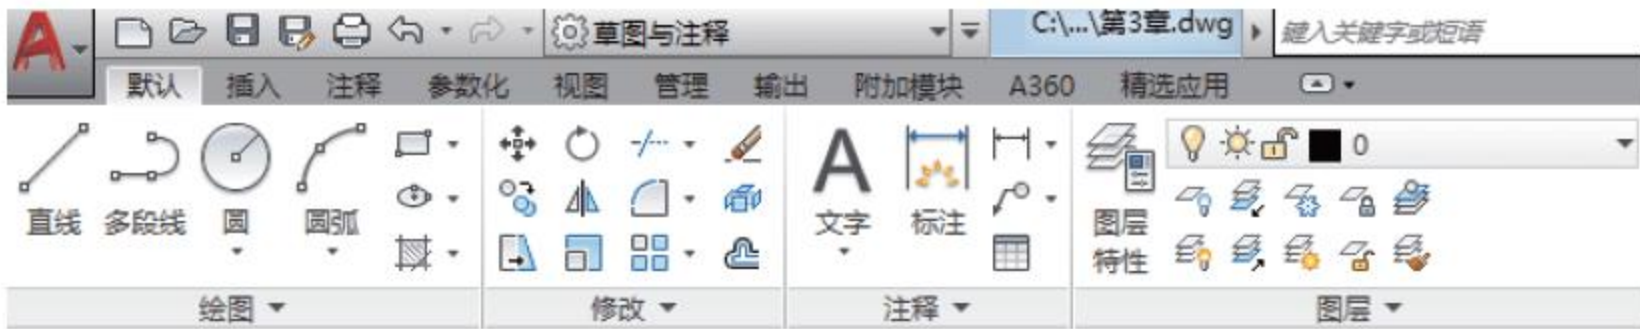 草图与注释 C:\...\第3章.dwg 键入关键字或短语
默认 插入 注释 参数化 视图 管理 输出 附加模块 A360 精选应用
0
直线 多段线 圆 圆弧 文字 标注 图层
特性
绘图 修改 注释 图层